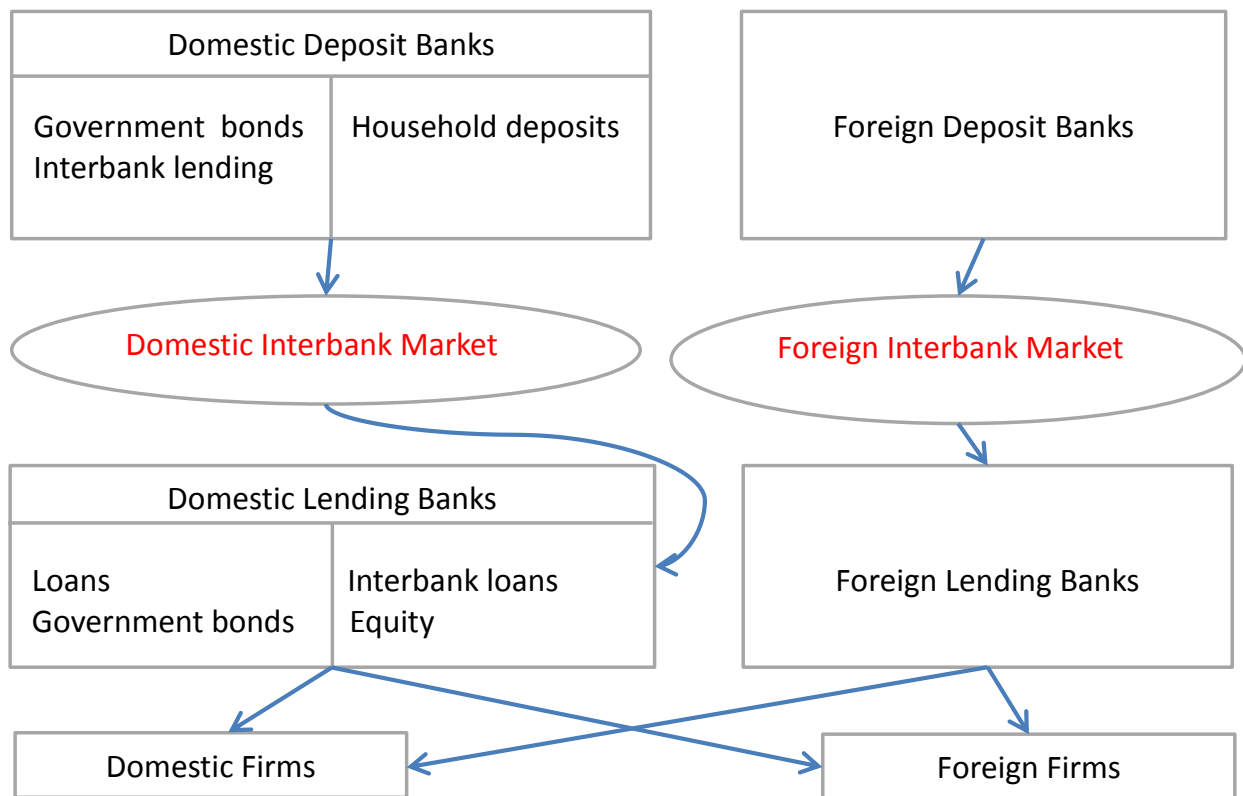 Domestic Deposit Banks
Government bonds
Interbank lending
Household deposits
Foreign Deposit Banks
Domestic Interbank Market
Foreign Interbank Market
Domestic Lending Banks
Loans
Government bonds
Interbank loans
Equity
Foreign Lending Banks
Domestic Firms
Foreign Firms